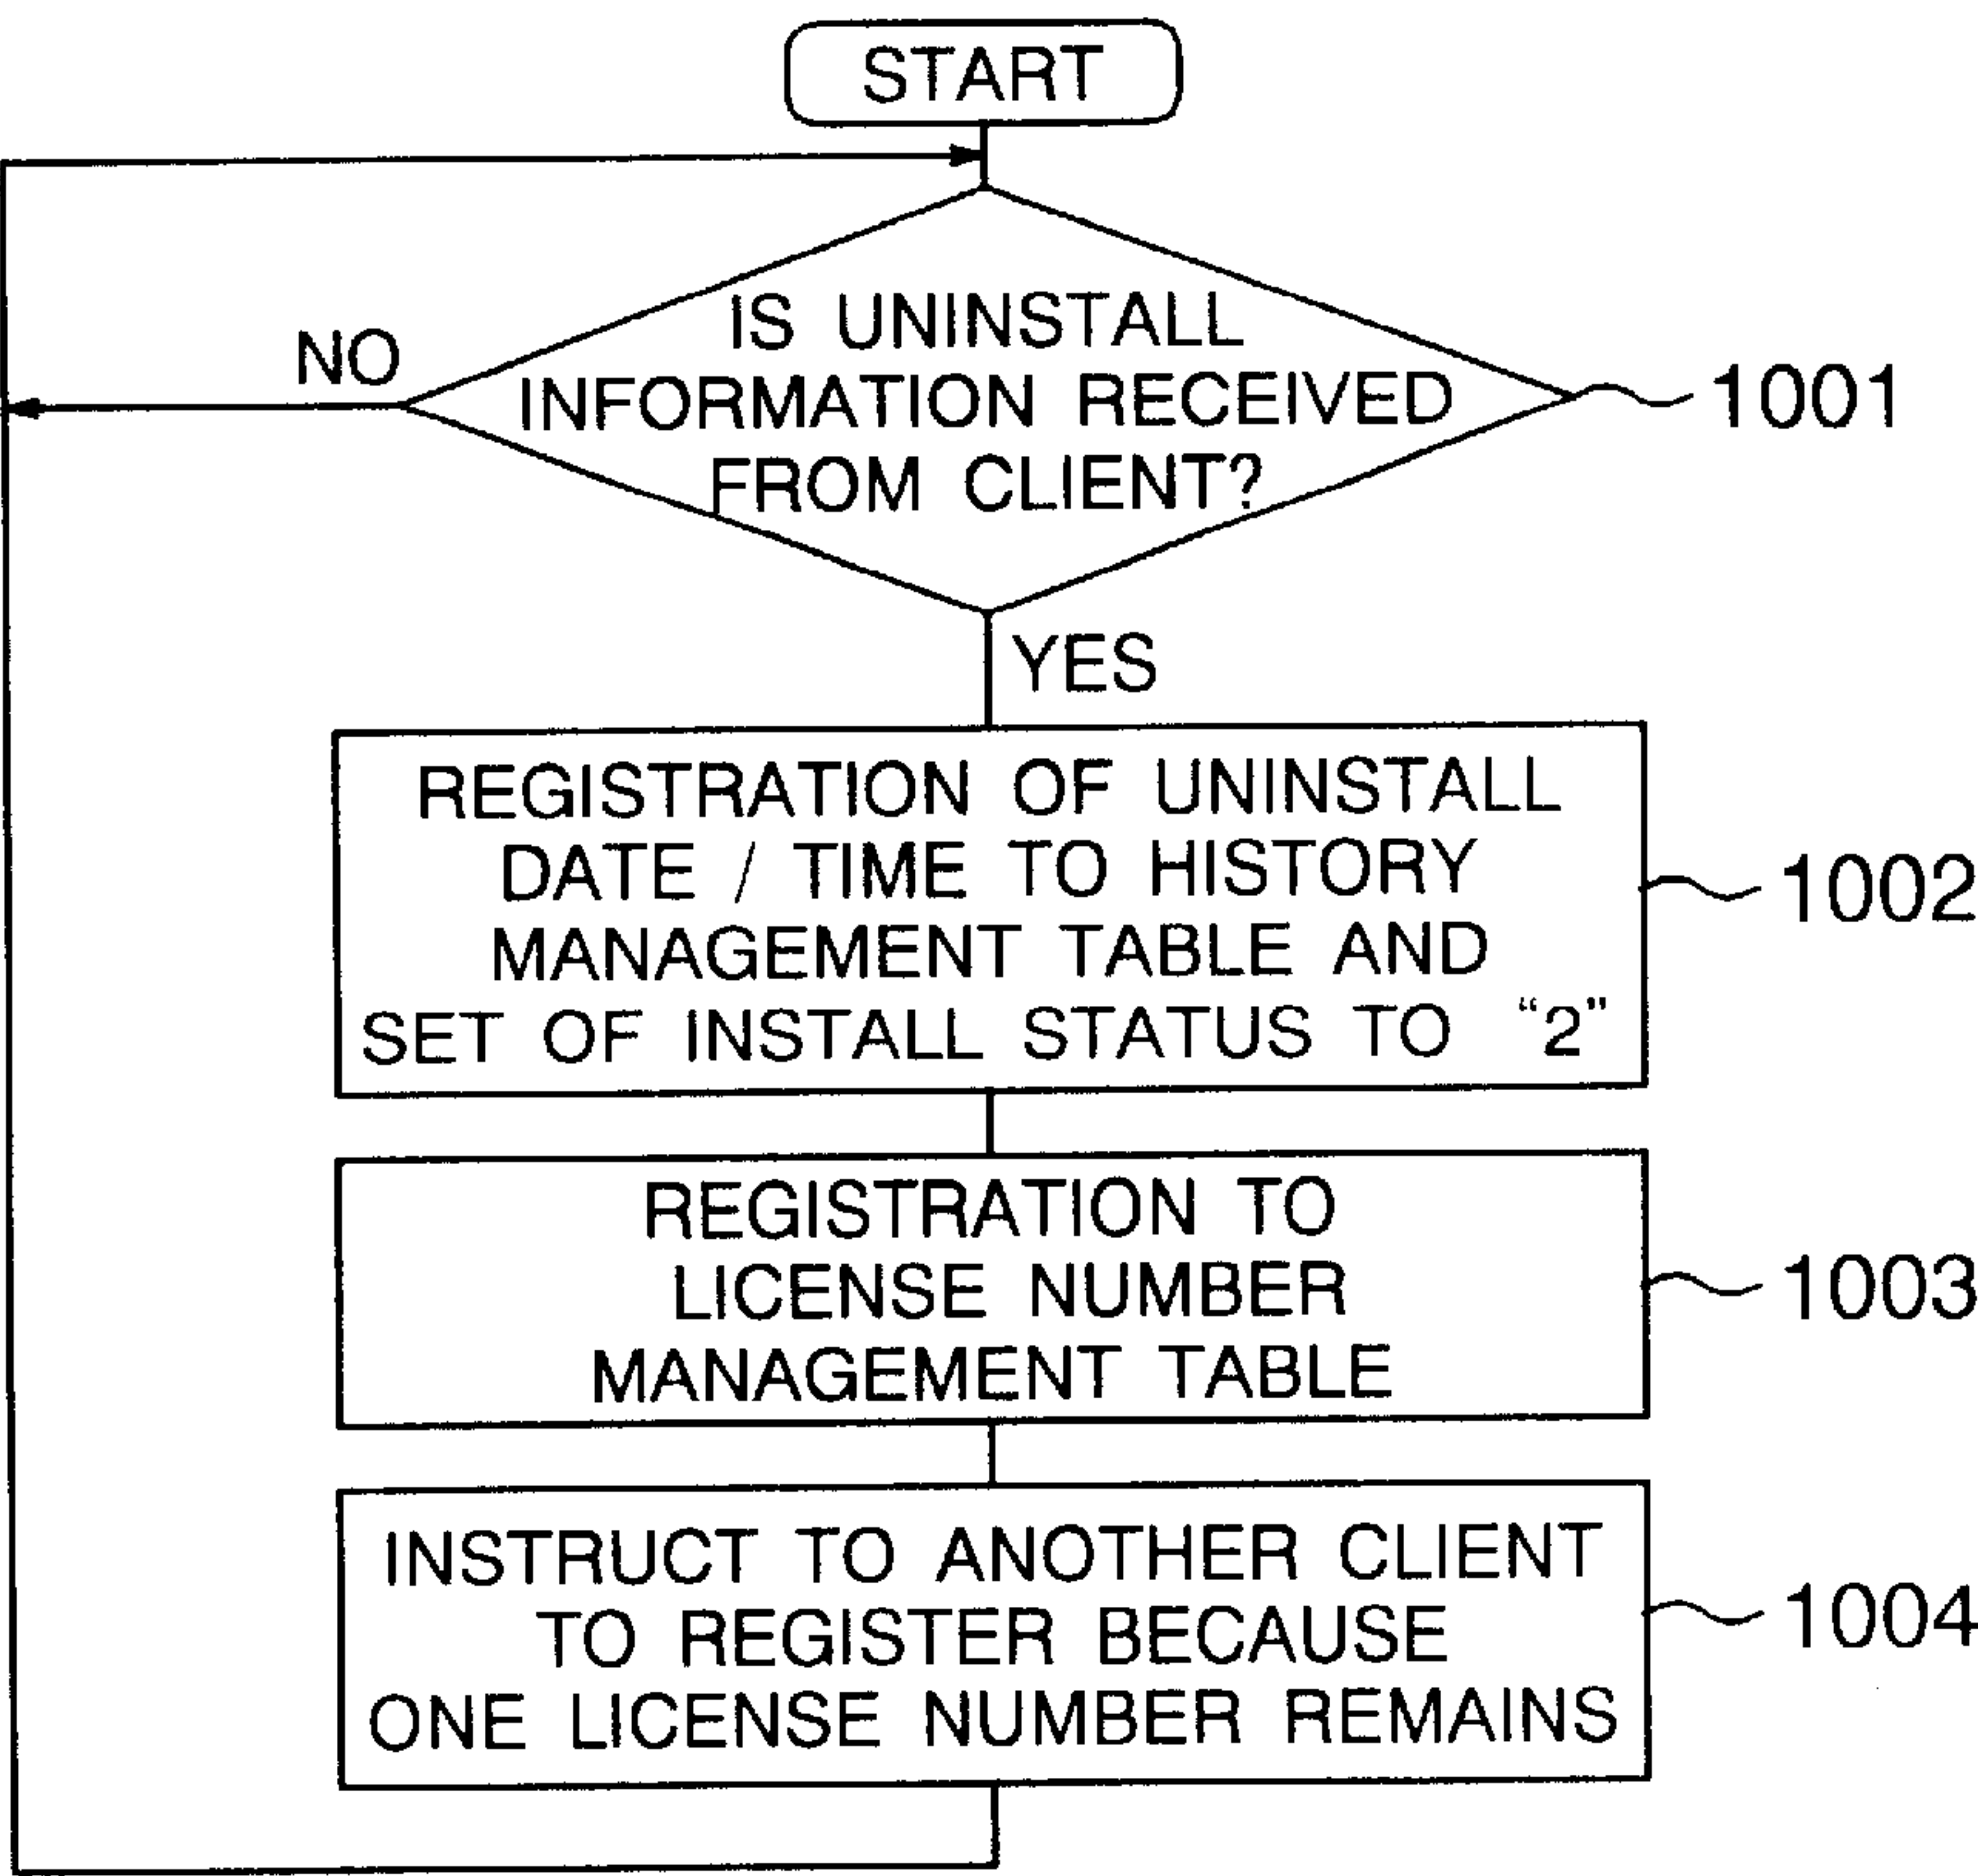 START
IS UNINSTALL
INFORMATION RECEIVED
FROM CLIENT?
NO
1001
YES
REGISTRATION OF UNINSTALL
DATE / TIME TO HISTORY
MANAGEMENT TABLE AND
SET OF INSTALL STATUS TO “2”
1002
REGISTRATION TO
LICENSE NUMBER
MANAGEMENT TABLE
1003
INSTRUCT TO ANOTHER CLIENT
TO REGISTER BECAUSE
ONE LICENSE NUMBER REMAINS
1004